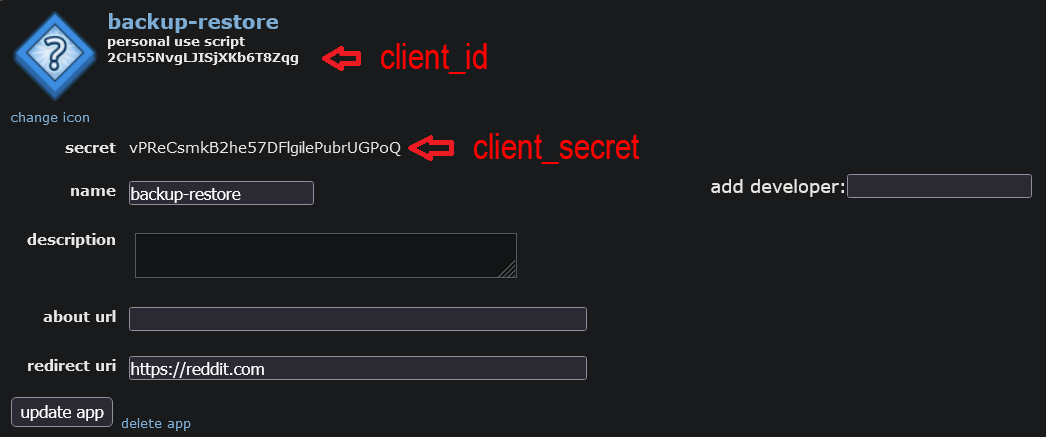 backup-restore
personal use script
2CH55NvgLJISjXKb6T8Zqg
client_id
change icon
secret vPReCsmkB2he57DFlgilePubrUGPoQ
client_secret
name backup-restore
add developer:
description
about url
redirect uri https://reddit.com
update app delete app